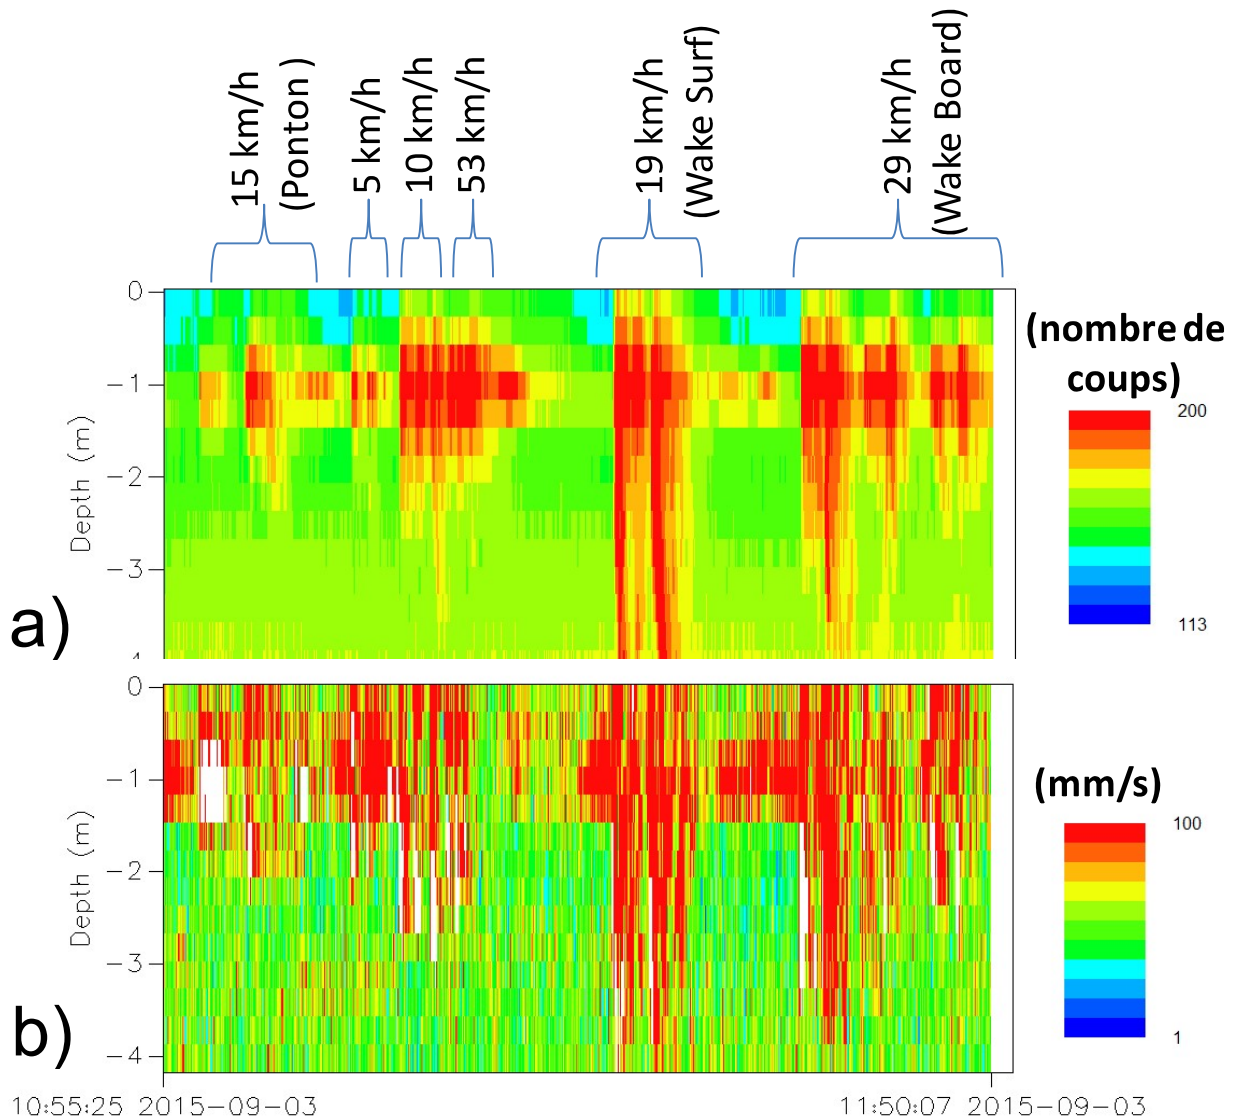 15 km/h
(Ponton )
5 km/h
10 km/h
53 km/h
19 km/h
(Wake Surf)
29 km/h
(Wake Board)
0
−1
−2
−3
Depth (m)
a)
(nombre de
coups)
200
113
0
−1
−2
−3
−4
Depth (m)
b)
(mm/s)
100
1
10:55:25 2015−09−03
11:50:07 2015−09−03